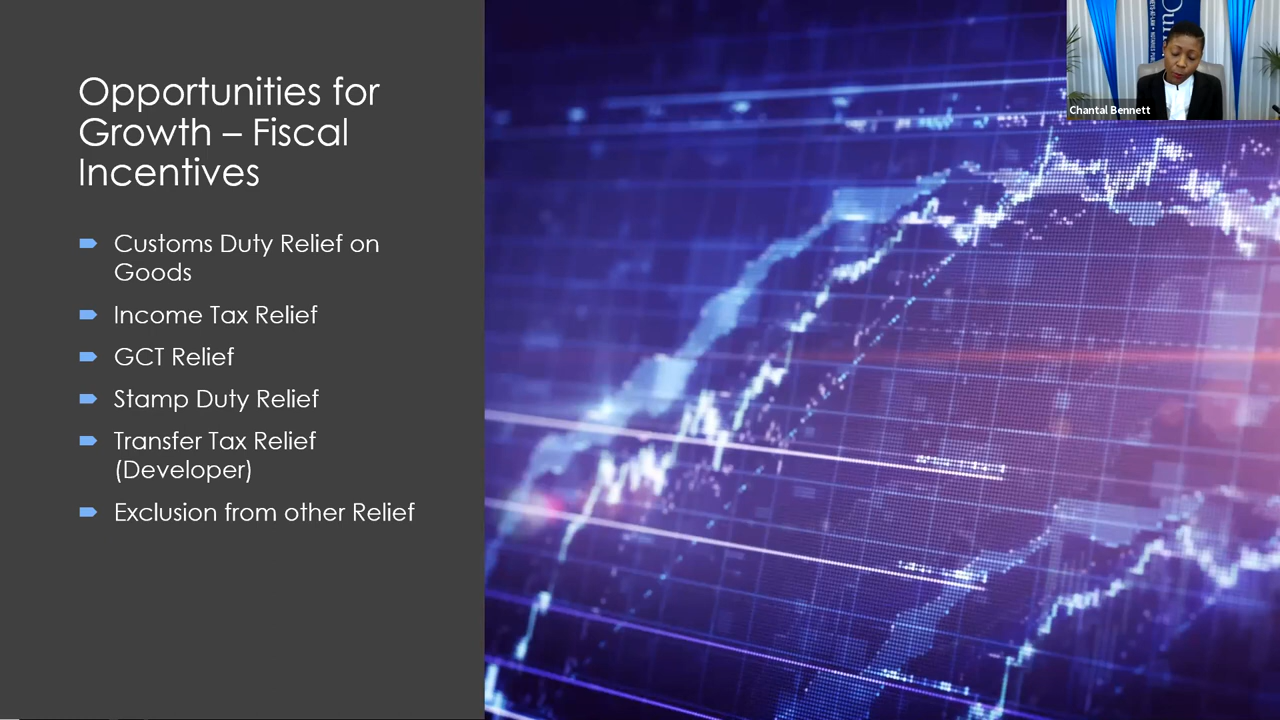 Opportunities for
Growth – Fiscal
Incentives
Customs Duty Relief on
Goods
Income Tax Relief
GCT Relief
Stamp Duty Relief
Transfer Tax Relief
(Developer)
Exclusion from other Relief
Chantal Bennett